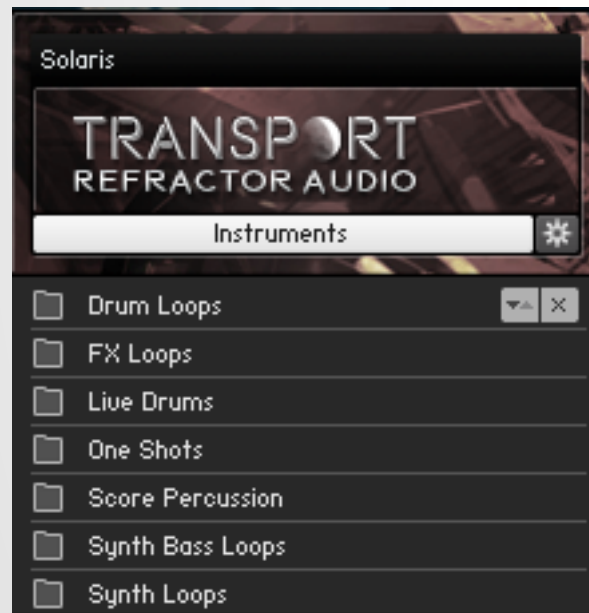 Solaris
TRANSPORT
REFRACTOR AUDIO
Instruments
Drum Loops
FX Loops
Live Drums
One Shots
Score Percussion
Synth Bass Loops
Synth Loops